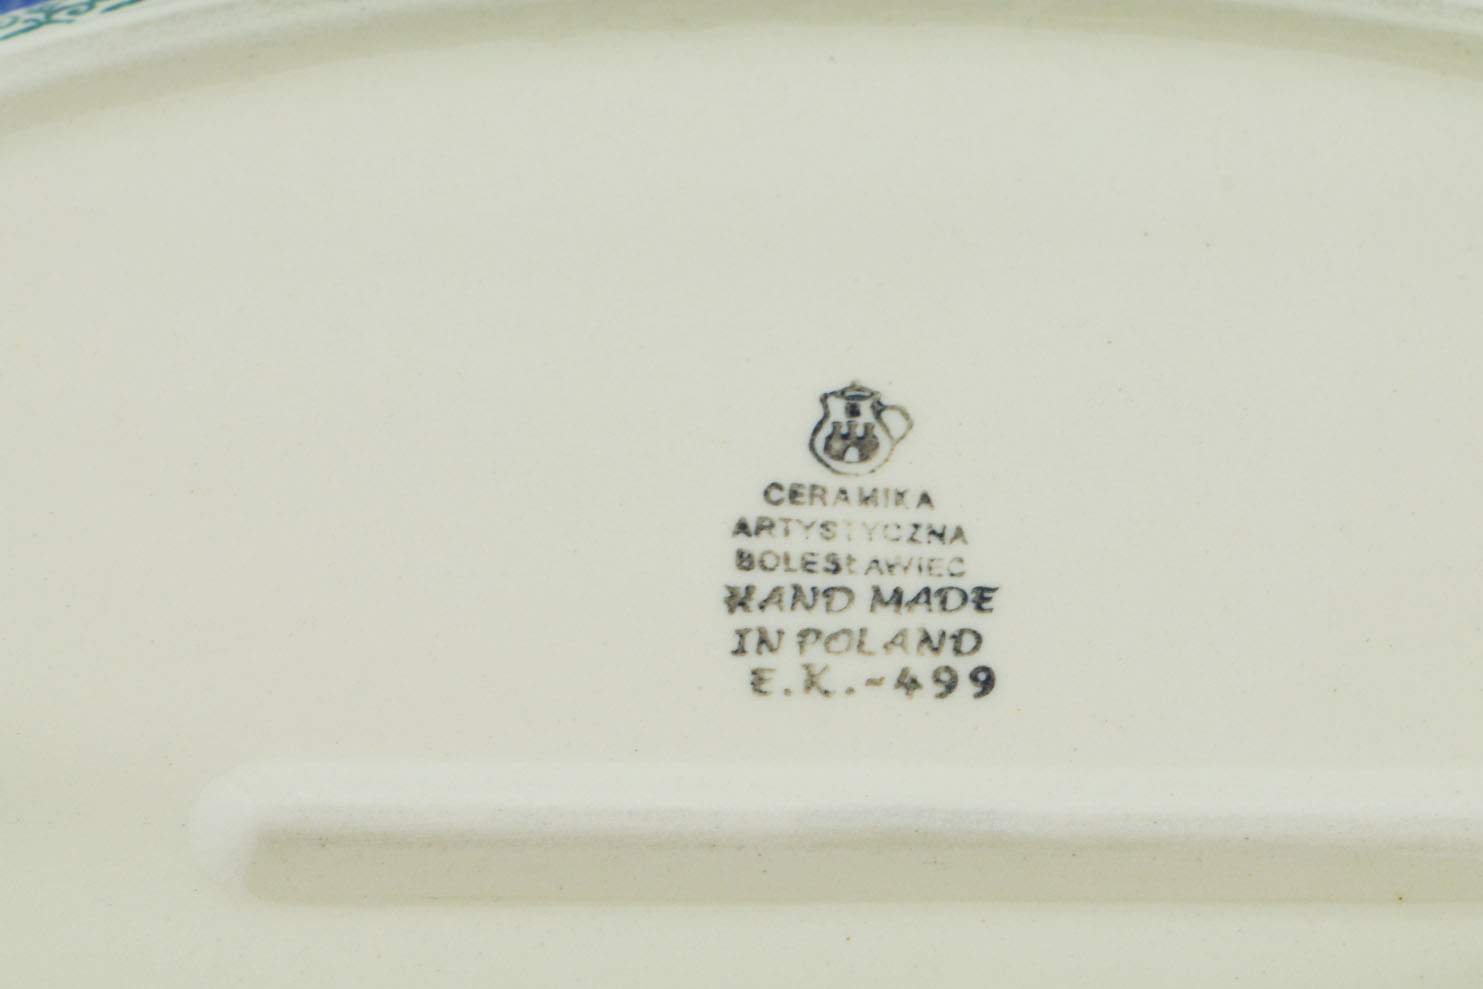 CERAMIKA
ARTYSTYCZNA
BOLESŁAWIEC
HAND MADE
IN POLAND
E.K.-499